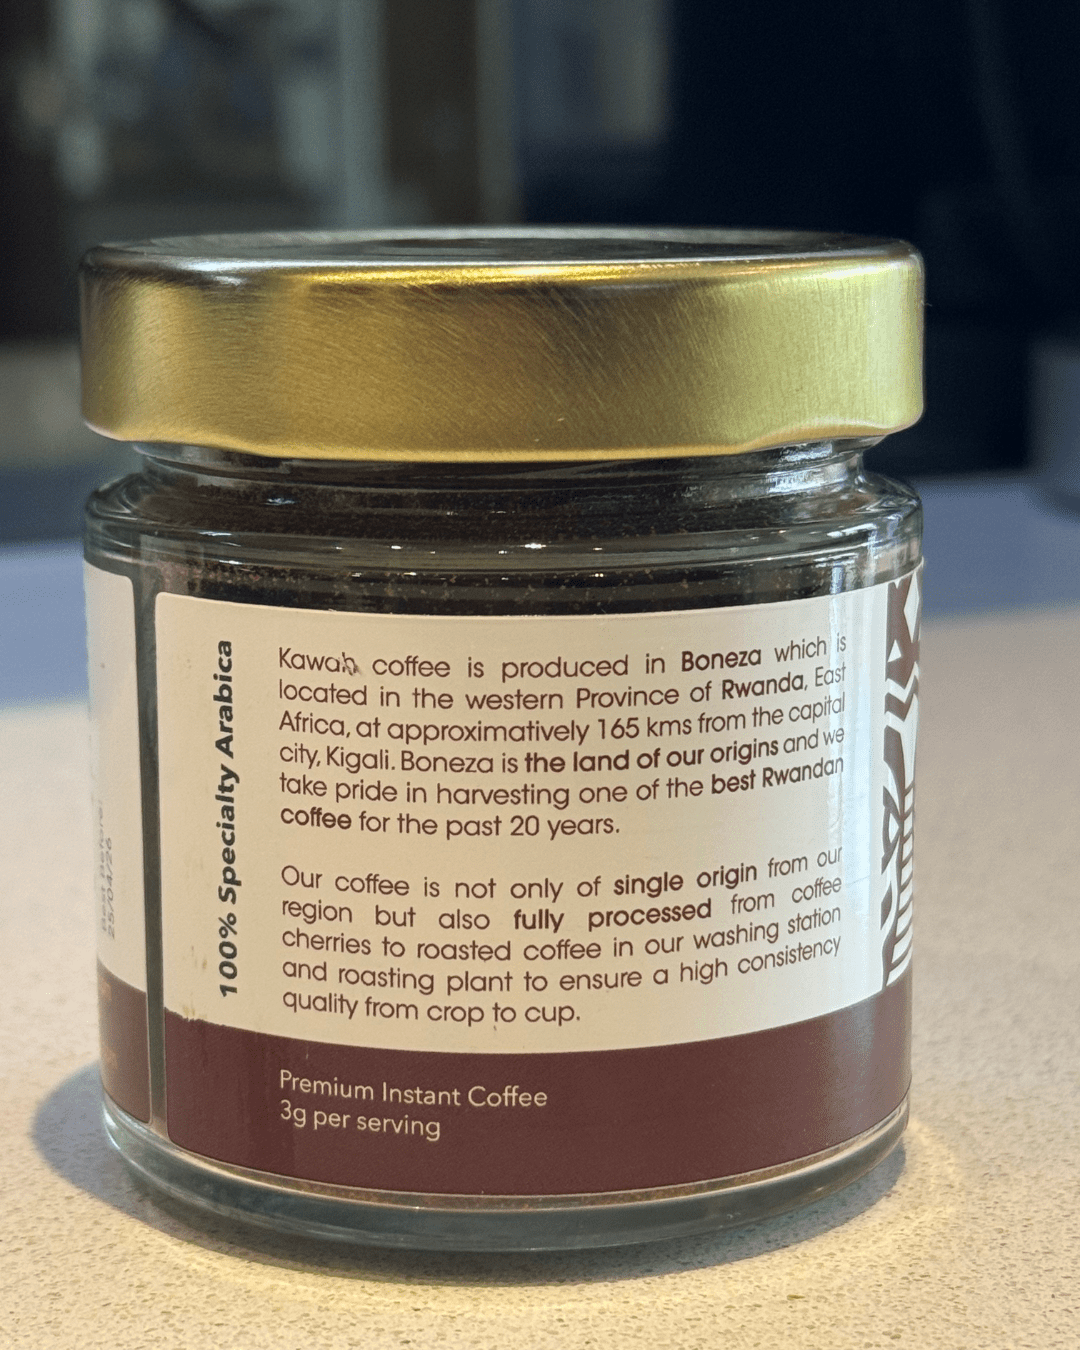 100% Specialty Arabica
Kawah coffee is produced in Boneza which is
located in the western Province of Rwanda, East
Africa, at approximatively 165 kms from the capital
city, Kigali. Boneza is the land of our origins and we
take pride in harvesting one of the best Rwandan
coffee for the past 20 years.
Our coffee is not only of single origin from our
region but also fully processed from coffee
cherries to roasted coffee in our washing station
and roasting plant to ensure a high consistency
quality from crop to cup.
Premium Instant Coffee
3g per serving
Best Before:
25/04/26